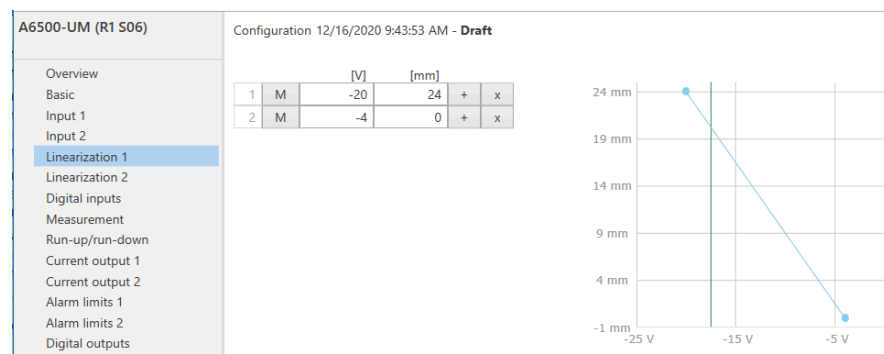 A6500-UM (R1 S06)
Configuration 12/16/2020 9:43:53 AM - Draft
Overview
Basic
Input 1
Input 2
Linearization 1
Linearization 2
Digital inputs
Measurement
Run-up/run-down
Current output 1
Current output 2
Alarm limits 1
Alarm limits 2
Digital outputs
[V] [mm]
1 M -20 24 + x
2 M -4 0 + x
24 mm
19 mm
14 mm
9 mm
4 mm
-1 mm
-25 V -15 V -5 V